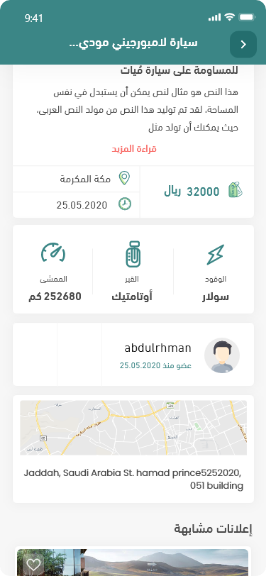 9:41
سيارة لامبورجيني مودي...
للمساومة على سيارة فيات
هذا النص هو مثال لنص يمكن أن يستبدل في نفس
المساحة، لقد تم توليد هذا النص من مولد النص العربى،
حيث يمكنك أن تولد مثل
قراءة المزيد
32000 ريال
مكة المكرمة
25.05.2020
الوقود
القير
الممشى
سولار
أوتامتيك
252680 كم
abdulrhman
عضو منذ 25.05.2020
Jaddah, Saudi Arabia St. hamad prince5252020,
051 building
إعلانات مشابهة